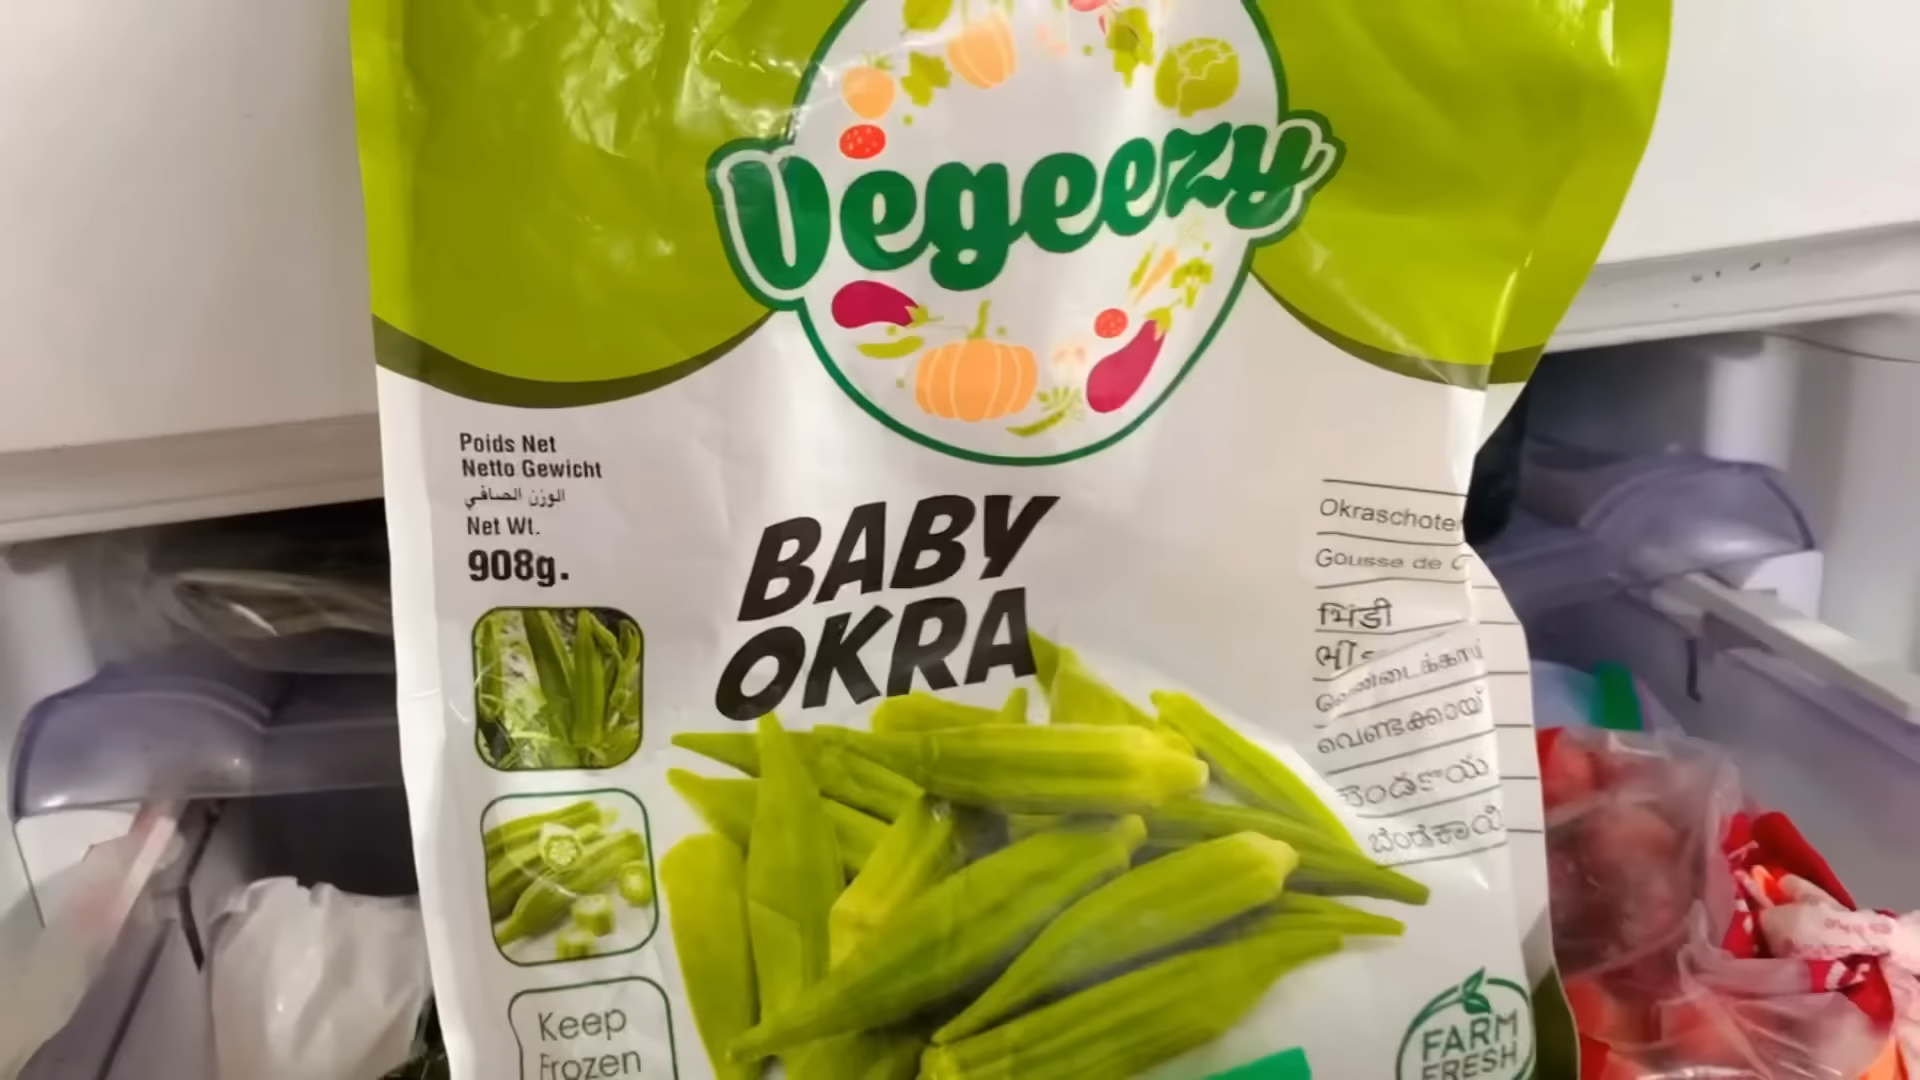 Vegeezy
Poids Net
Netto Gewicht
الوزن الصافي
Net Wt.
908g.
BABY
OKRA
Okraschote
Gousse de
भिंडी
வெண்டைக்காய்
വെണ്ടക്കായ്
బెండకాయ
ಬೆಂಡೆಕಾಯಿ
Keep
Frozen
FARM
FRESH